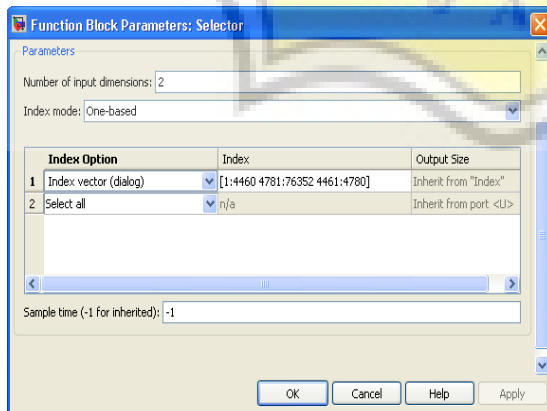 Function Block Parameters: Selector
Parameters
Number of input dimensions: 2
Index mode: One-based
Index Option Index Output Size
1 Index vector (dialog) [1:4460 4781:76352 4461:4780] Inherit from "Index"
2 Select all n/a Inherit from port <U>
Sample time (-1 for inherited): -1
OK Cancel Help Apply